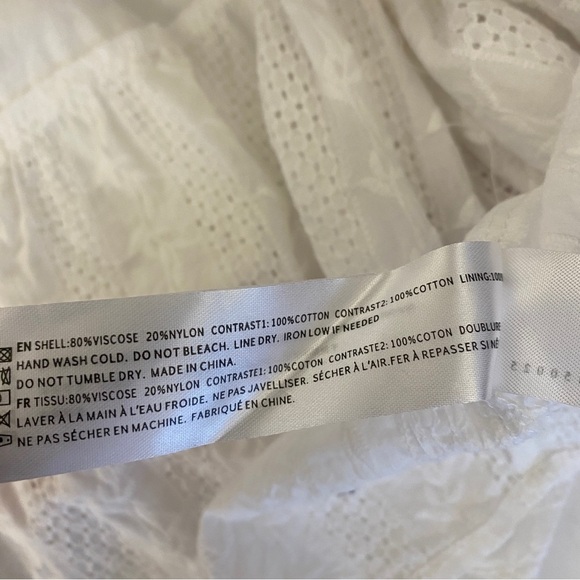 EN SHELL:80%VISCOSE 20%NYLON CONTRAST1:100%COTTON CONTRAST2:100%COTTON LINING:100%
HAND WASH COLD. DO NOT BLEACH. LINE DRY. IRON LOW IF NEEDED
DO NOT TUMBLE DRY. MADE IN CHINA.
FR TISSU:80%VISCOSE 20%NYLON CONTRASTE1:100%COTON CONTRASTE2:100%COTON DOUBLURE
LAVER À LA MAIN À L'EAU FROIDE. NE PAS JAVELLISER. SÉCHER À L'AIR.FER À REPASSER SI NÉ
NE PAS SÉCHER EN MACHINE. FABRIQUÉ EN CHINE.